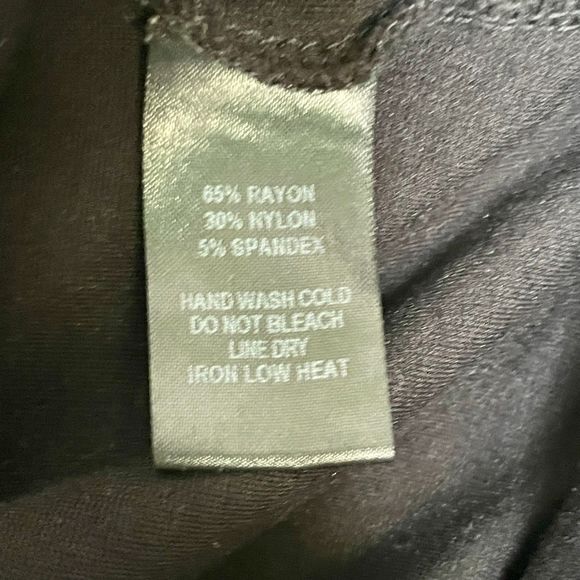 65% RAYON
30% NYLON
5% SPANDEX
HAND WASH COLD
DO NOT BLEACH
LINE DRY
IRON LOW HEAT